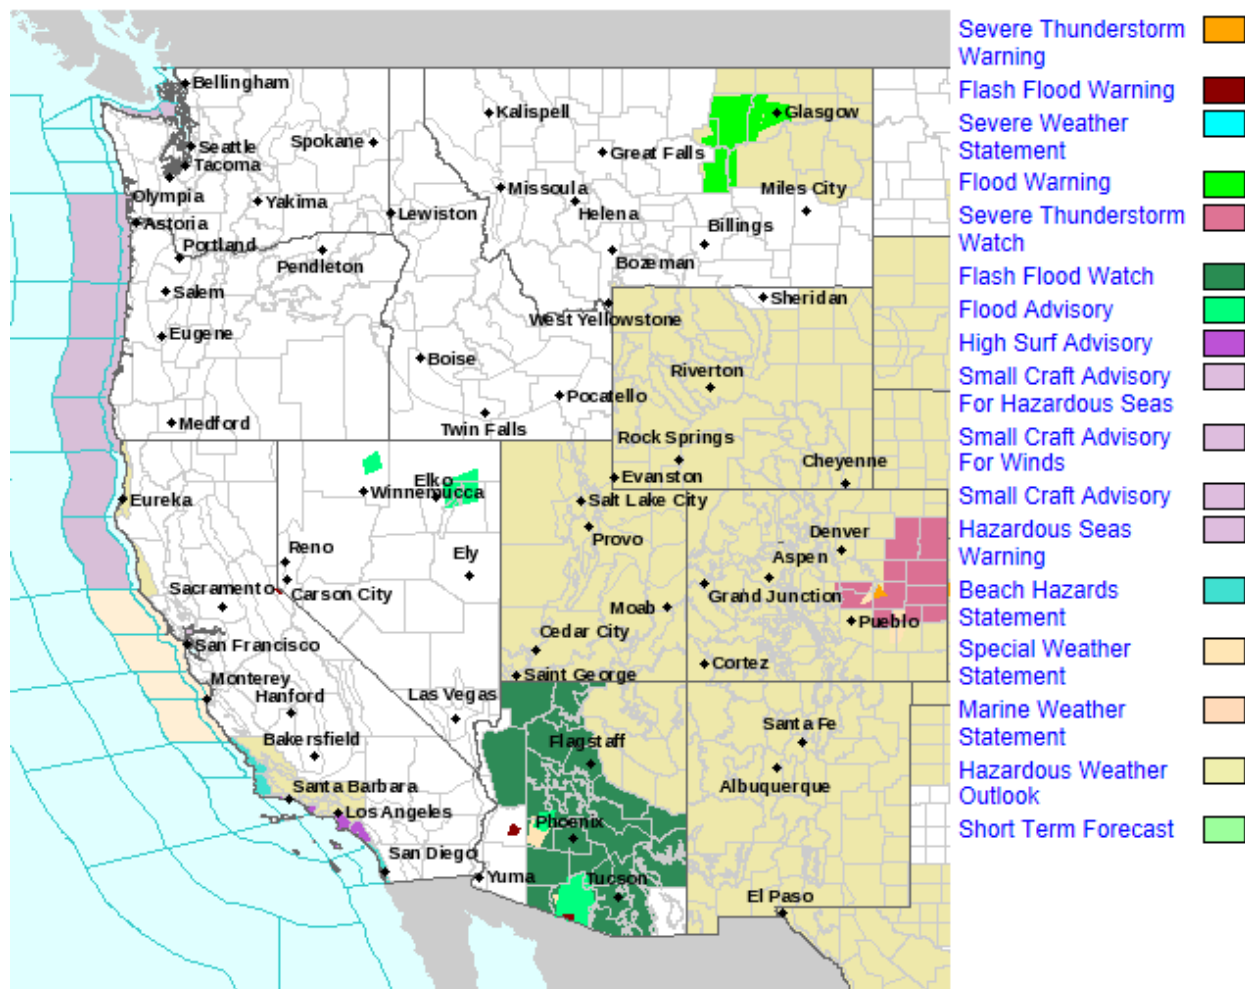 Bellingham
Seattle
Tacoma
Olympia
Spokane
Yakima
Astoria
Portland
Pendleton
Lewiston
Salem
Eugene
Medford
Kalispell
Great Falls
Glasgow
Missoula
Helena
Miles City
Billings
Bozeman
West Yellowstone
Sheridan
Boise
Pocatello
Twin Falls
Riverton
Rock Springs
Evanston
Cheyenne
Eureka
Winnemucca
Elko
Reno
Carson City
Ely
Salt Lake City
Provo
Moab
Cedar City
Saint George
Denver
Aspen
Grand Junction
Pueblo
Cortez
Sacramento
San Francisco
Monterey
Hanford
Bakersfield
Las Vegas
Santa Barbara
Los Angeles
San Diego
Flagstaff
Phoenix
Yuma
Tucson
Santa Fe
Albuquerque
El Paso
Severe Thunderstorm
Warning
Flash Flood Warning
Severe Weather
Statement
Flood Warning
Severe Thunderstorm
Watch
Flash Flood Watch
Flood Advisory
High Surf Advisory
Small Craft Advisory
For Hazardous Seas
Small Craft Advisory
For Winds
Small Craft Advisory
Hazardous Seas
Warning
Beach Hazards
Statement
Special Weather
Statement
Marine Weather
Statement
Hazardous Weather
Outlook
Short Term Forecast